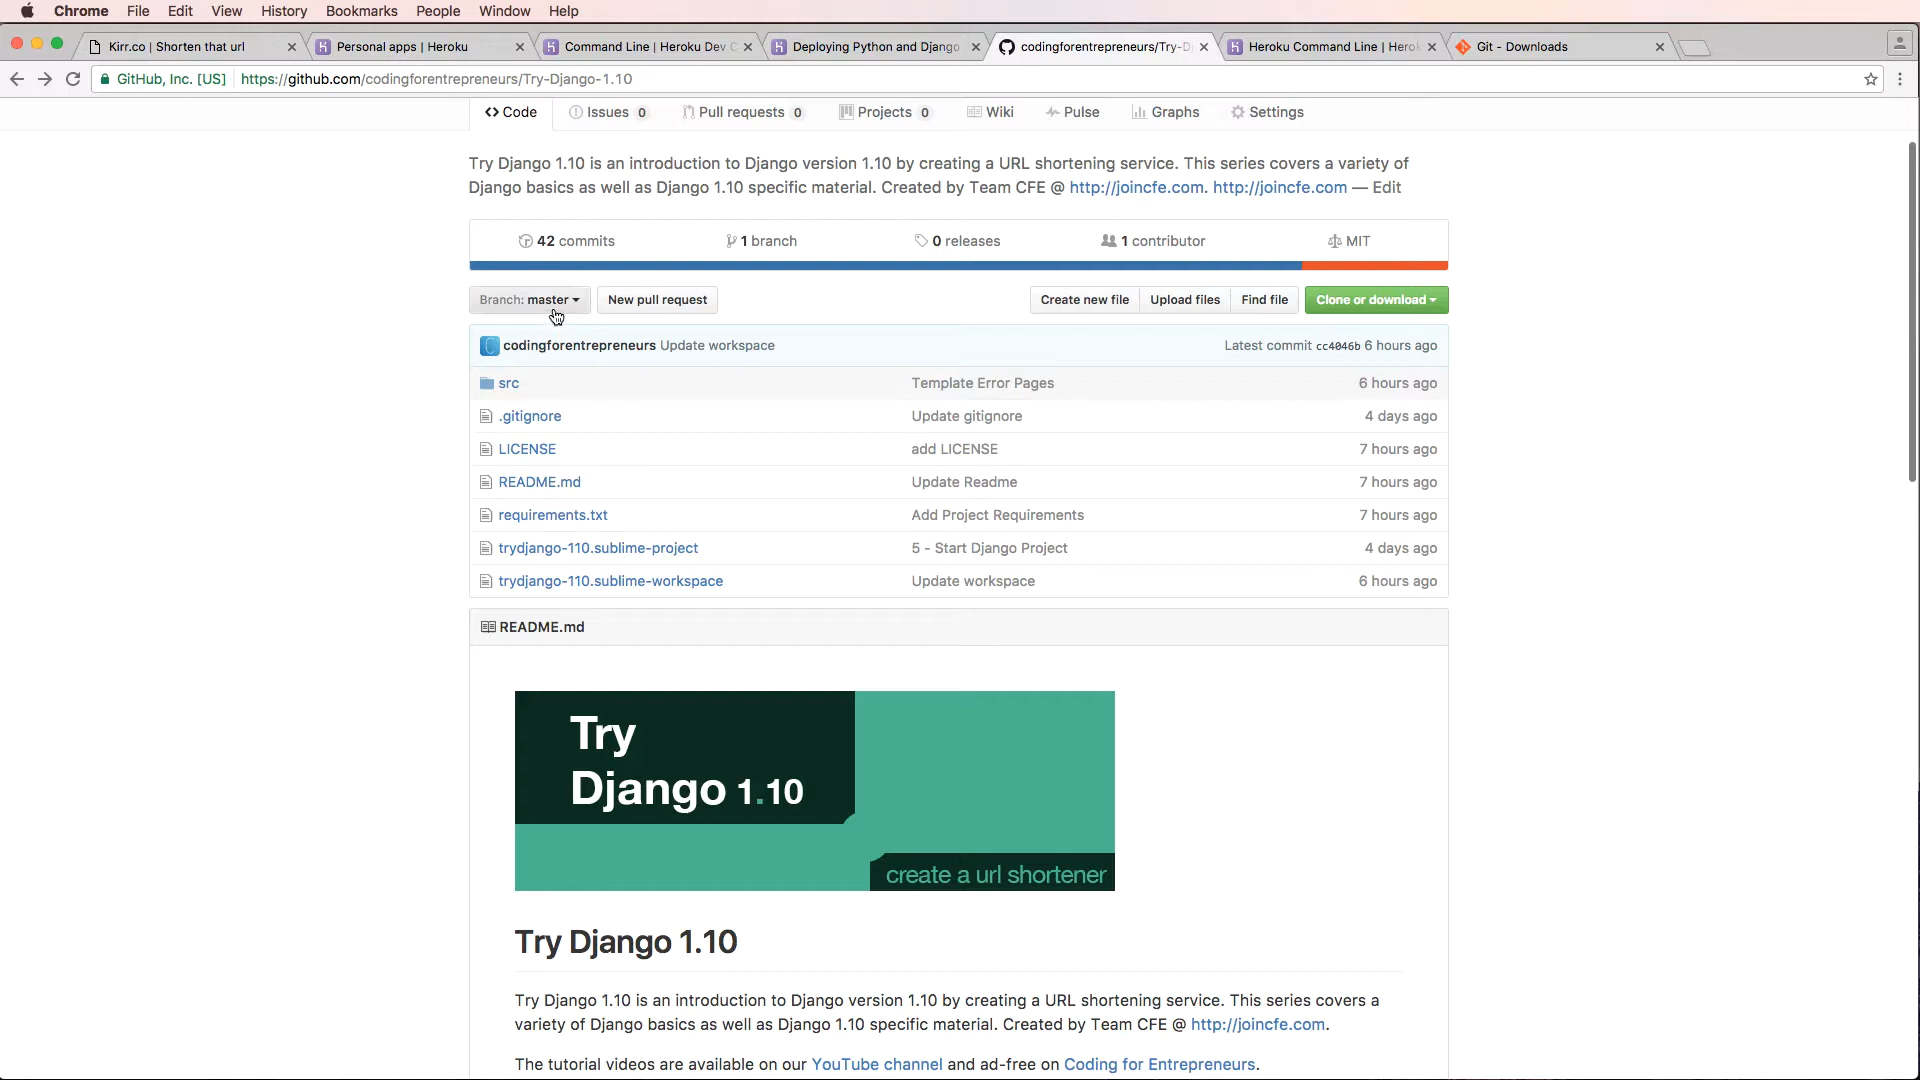 Chrome File Edit View History Bookmarks People Window Help
Kirr.co | Shorten that url
Personal apps | Heroku
Command Line | Heroku Dev C
Deploying Python and Django
codingforentrepreneurs/Try-Dj
Heroku Command Line | Herok
Git - Downloads
GitHub, Inc. [US] https://github.com/codingforentrepreneurs/Try-Django-1.10
Code Issues 0 Pull requests 0 Projects 0 Wiki Pulse Graphs Settings
Try Django 1.10 is an introduction to Django version 1.10 by creating a URL shortening service. This series covers a variety of
Django basics as well as Django 1.10 specific material. Created by Team CFE @ http://joincfe.com. http://joincfe.com — Edit
42 commits 1 branch 0 releases 1 contributor MIT
Branch: master New pull request Create new file Upload files Find file Clone or download
codingforentrepreneurs Update workspace Latest commit cc4046b 6 hours ago
src Template Error Pages 6 hours ago
.gitignore Update gitignore 4 days ago
LICENSE add LICENSE 7 hours ago
README.md Update Readme 7 hours ago
requirements.txt Add Project Requirements 7 hours ago
trydjango-110.sublime-project 5 - Start Django Project 4 days ago
trydjango-110.sublime-workspace Update workspace 6 hours ago
README.md
Try
Django 1.10
create a url shortener
Try Django 1.10
Try Django 1.10 is an introduction to Django version 1.10 by creating a URL shortening service. This series covers a
variety of Django basics as well as Django 1.10 specific material. Created by Team CFE @ http://joincfe.com.
The tutorial videos are available on our YouTube channel and ad-free on Coding for Entrepreneurs.